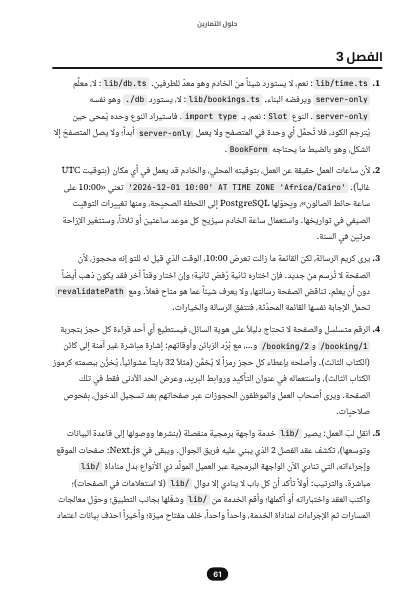 حلول التمارين
الفصل 3
1. lib/time.ts : نعم، لا يستورد شيئاً من الخادم وهو معدّ للطرفين. lib/db.ts : لا، معلَّم
server-only ويرفضه البناء. lib/bookings.ts : لا، يستورد ./db وهو نفسه
server-only . النوع Slot : نعم، بـ import type . فاستيراد النوع وحده يُمحى حين
يُترجم الكود، فلا تُحمَّل أي وحدة في المتصفح ولا يعمل server-only أبداً؛ ولا يصل المتصفحَ إلا
الشكل، وهو بالضبط ما يحتاجه BookForm .
2. لأن ساعات العمل حقيقة عن العمل، بتوقيته المحلي، والخادم قد يعمل في أي مكان (بتوقيت UTC
غالباً). '2026-12-01 10:00' AT TIME ZONE 'Africa/Cairo' تعني «10:00 على
ساعة حائط الصالون»، ويحوّلها PostgreSQL إلى اللحظة الصحيحة، ومنها تغييرات التوقيت
الصيفي في تواريخها. واستعمال ساعة الخادم سيزيح كل موعد ساعتين أو ثلاثاً، وستتغير الإزاحة
مرتين في السنة.
3. يرى كريم الرسالة، لكن القائمة ما زالت تعرض 10:00، الوقت الذي قيل له للتو إنه محجوز، لأن
الصفحة لا تُرسم من جديد. فإن اختاره ثانية رُفض ثانية؛ وإن اختار وقتاً آخر فقد يكون ذهب أيضاً
دون أن يعلم. تناقض الصفحة رسالتها، ولا يعرف شيئاً عما هو متاح فعلاً. ومع revalidatePath
تحمل الإجابة نفسها القائمة المحدّثة، فتتفق الرسالة والخيارات.
4. الرقم متسلسل والصفحة لا تحتاج دليلاً على هوية السائل، فيستطيع أي أحد قراءة كل حجز بتجربة
/booking/1 و /booking/2 و…، مع بَرْد الزبائن وأوقاتهم: إشارة مباشرة غير آمنة إلى كائن
(الكتاب الثالث). وأصلحه بإعطاء كل حجز رمزاً لا يُخمَّن (مثلاً 32 بايتاً عشوائياً، يُخزَّن ببصمته كرموز
الكتاب الثالث)، واستعماله في عنوان التأكيد وروابط البريد، وعرض الحد الأدنى فقط في تلك
الصفحة. ويرى أصحاب العمل والموظفون الحجوزات عبر صفحاتهم بعد تسجيل الدخول، بفحوص
صلاحيات.
5. انقل لبّ العمل: يصير lib/ خدمة واجهة برمجية منفصلة (بنشرها ووصولها إلى قاعدة البيانات
وتوسعها)، تكشف عقد الفصل 2 الذي يبني عليه فريق الجوال. ويبقى في Next.js: صفحات الموقع
وإجراءاته، التي تنادي الآن الواجهة البرمجية عبر العميل المولَّد ذي الأنواع بدل مناداة lib/
مباشرة. والترتيب: أولاً تأكد أن كل باب لا ينادي إلا دوال lib/ (لا استعلامات في الصفحات)؛
واكتب العقد واختباراته أو أكملها؛ وأقم الخدمة من lib/ وشغّلها بجانب التطبيق؛ وحوّل معالجات
المسارات ثم الإجراءات لمناداة الخدمة، واحداً واحداً، خلف مفتاح ميزة؛ وأخيراً احذف بيانات اعتماد
61